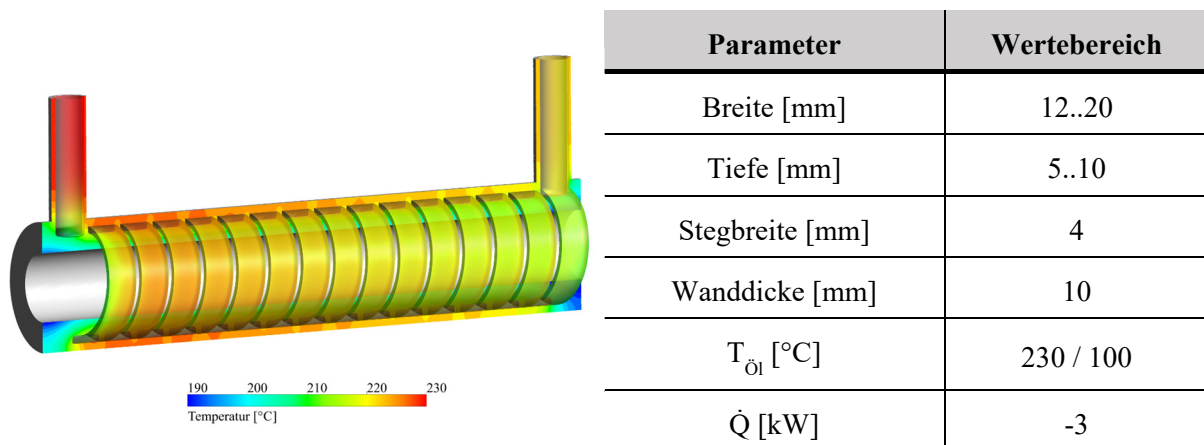 190 200 210 220 230
Temperatur [°C]
Parameter Wertebereich
Breite [mm] 12..20
Tiefe [mm] 5..10
Stegbreite [mm] 4
Wanddicke [mm] 10
T_Öl [°C] 230 / 100
Q̇ [kW] -3